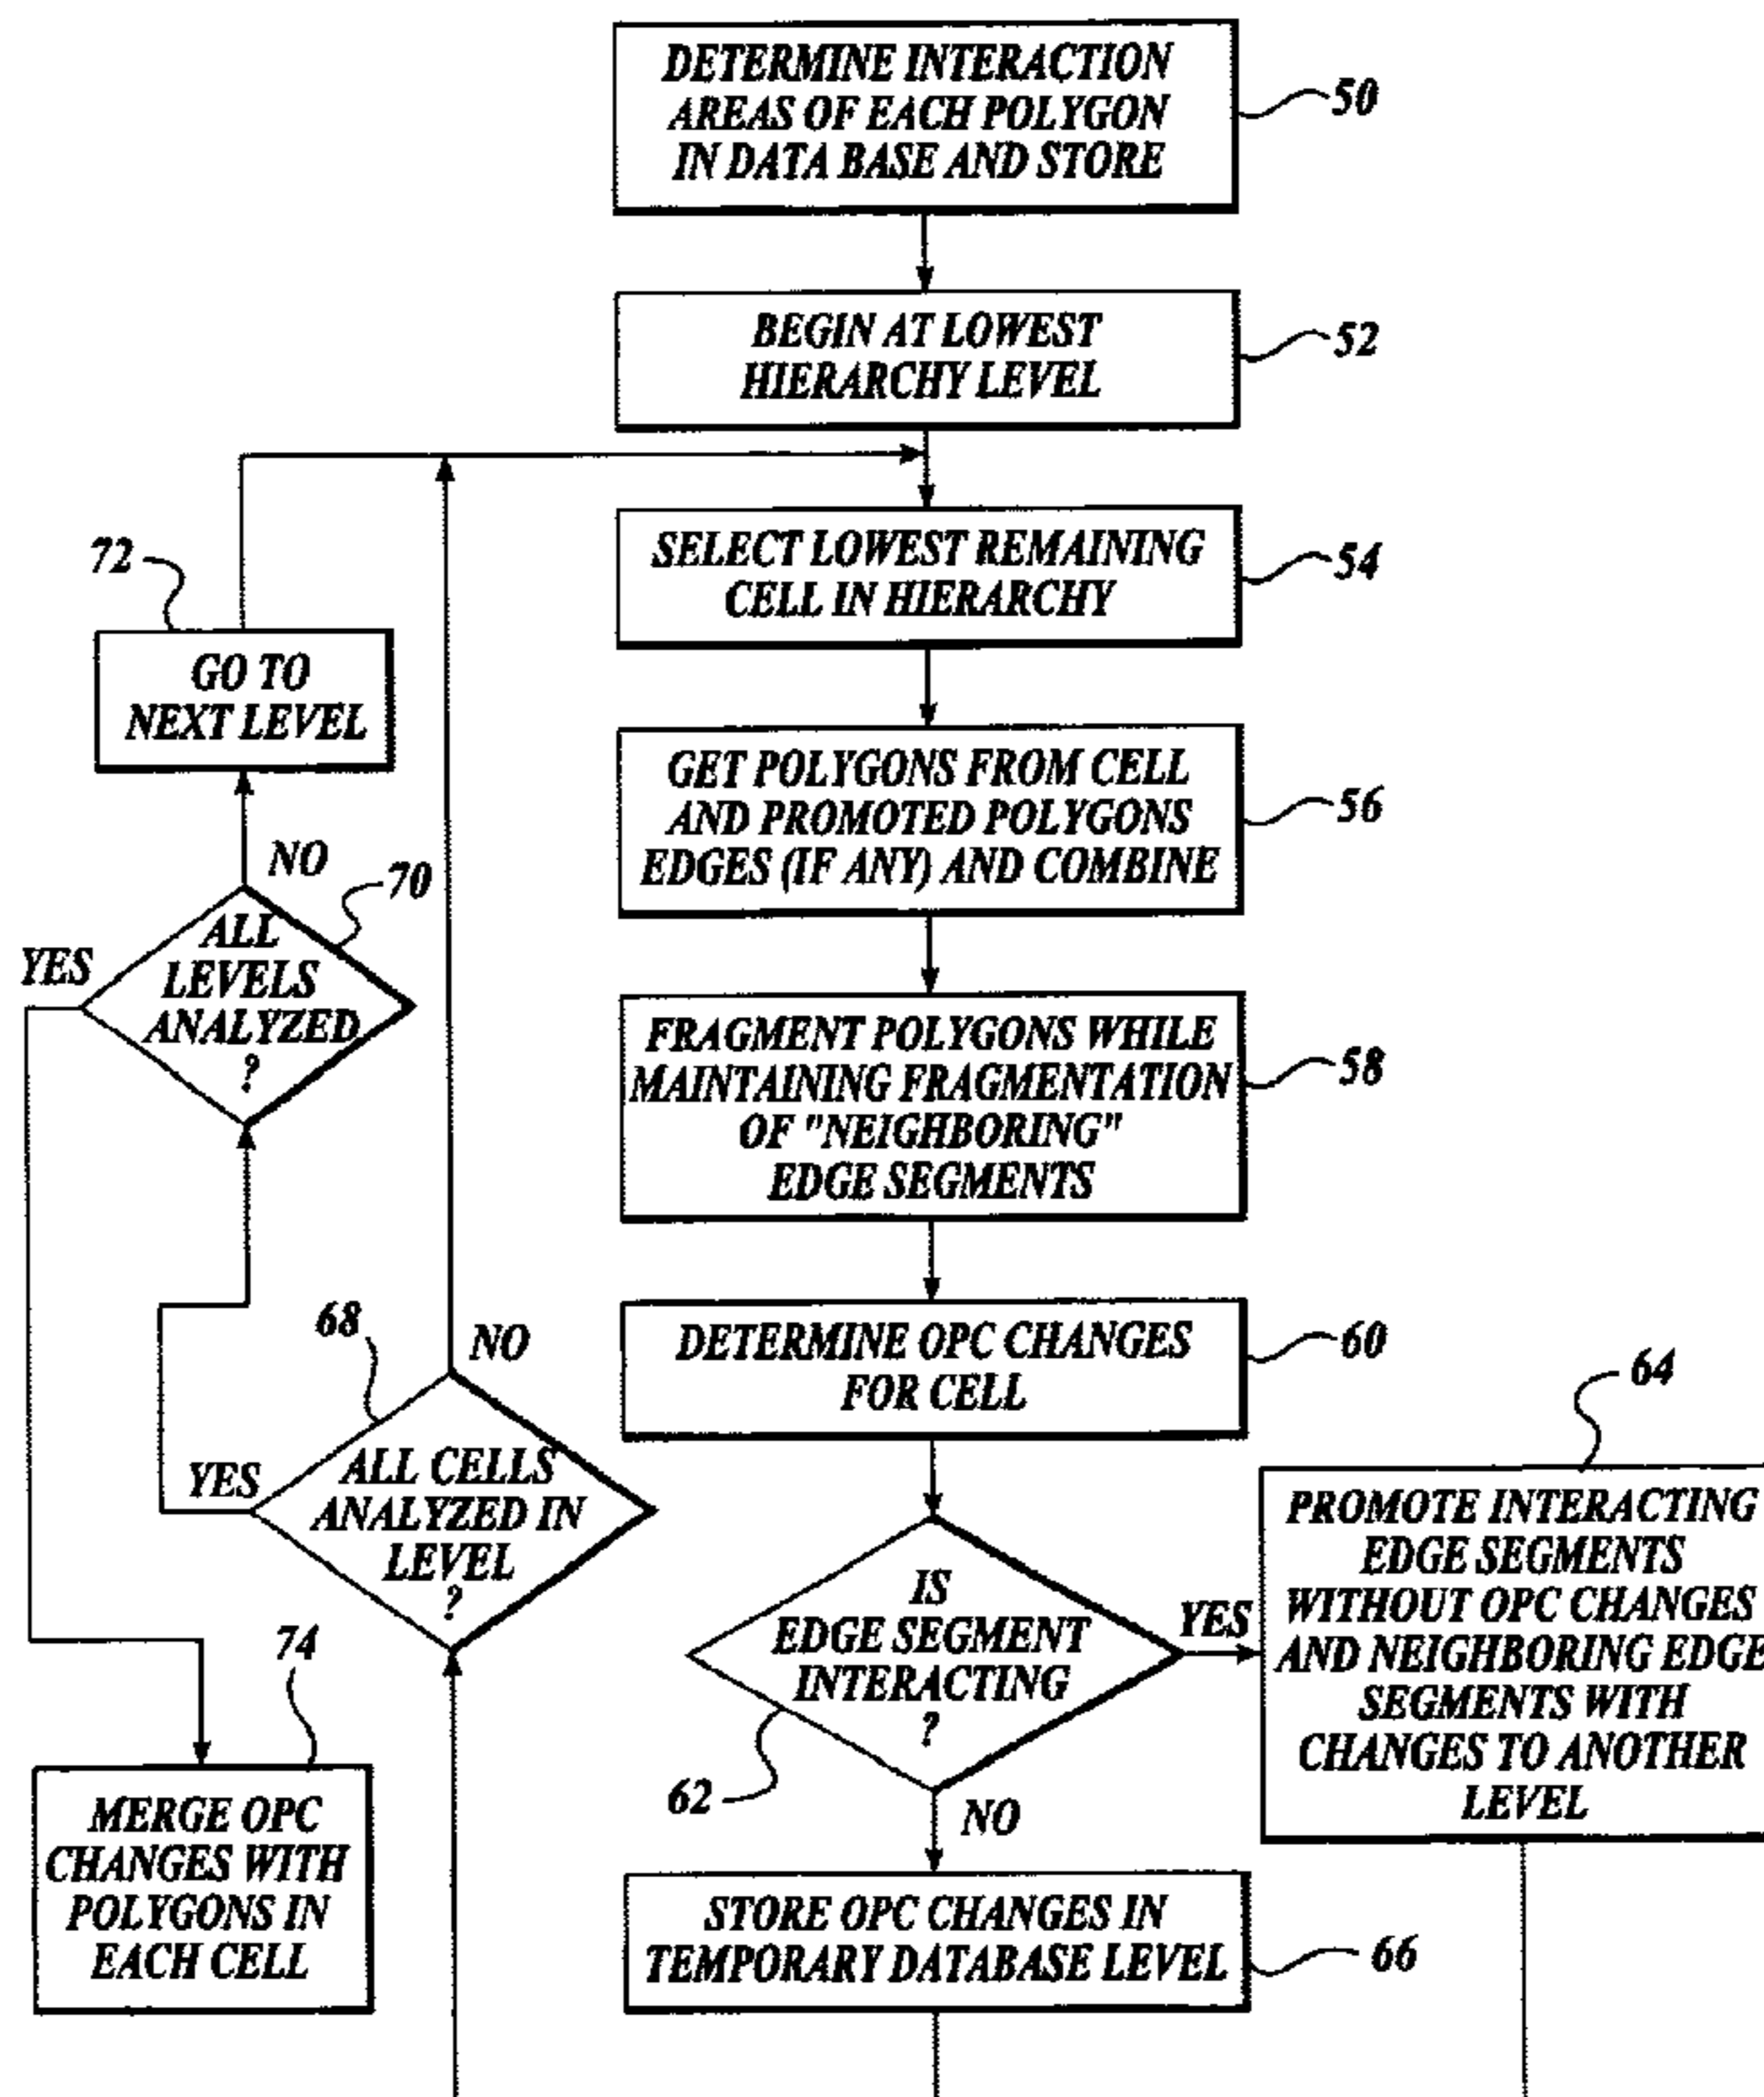 DETERMINE INTERACTION
AREAS OF EACH POLYGON
IN DATA BASE AND STORE
50
BEGIN AT LOWEST
HIERARCHY LEVEL
52
SELECT LOWEST REMAINING
CELL IN HIERARCHY
54
72
GO TO
NEXT LEVEL
GET POLYGONS FROM CELL
AND PROMOTED POLYGONS
EDGES (IF ANY) AND COMBINE
56
NO
70
YES
ALL
LEVELS
ANALYZED
?
FRAGMENT POLYGONS WHILE
MAINTAINING FRAGMENTATION
OF "NEIGHBORING"
EDGE SEGMENTS
58
68
NO
DETERMINE OPC CHANGES
FOR CELL
60
YES
ALL CELLS
ANALYZED IN
LEVEL
?
64
PROMOTE INTERACTING
EDGE SEGMENTS
WITHOUT OPC CHANGES
AND NEIGHBORING EDGE
SEGMENTS WITH
CHANGES TO ANOTHER
LEVEL
IS
EDGE SEGMENT
INTERACTING
?
YES
62
NO
74
MERGE OPC
CHANGES WITH
POLYGONS IN
EACH CELL
STORE OPC CHANGES IN
TEMPORARY DATABASE LEVEL
66